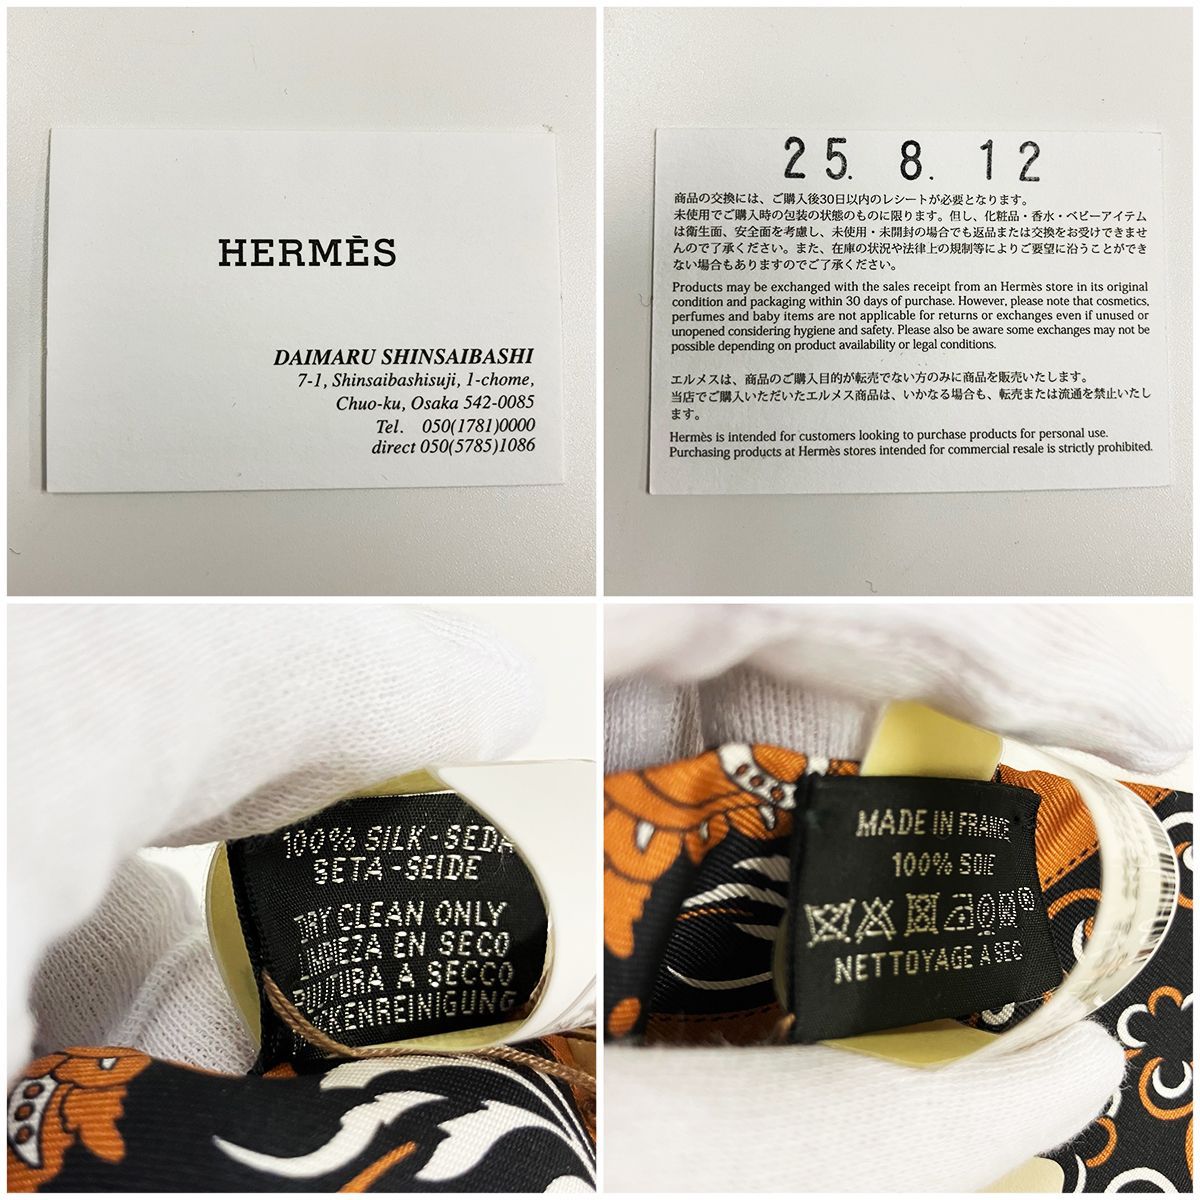 HERMÈS
DAIMARU SHINSAIBASHI
7-1, Shinsaibashisuji, 1-chome,
Chuo-ku, Osaka 542-0085
Tel. 050(1781)0000
direct 050(5785)1086
25. 8. 12
商品の交換には、ご購入後30日以内のレシートが必要となります。
未使用でご購入時の包装の状態のものに限ります。但し、化粧品・香水・ベビーアイテム
は衛生面、安全面を考慮し、未使用・未開封の場合でも返品または交換をお受けできませ
んので了承ください。また、在庫の状況や法律上の規制等によりご要望に沿うことができ
ない場合もありますのでご了承ください。
Products may be exchanged with the sales receipt from an Hermès store in its original
condition and packaging within 30 days of purchase. However, please note that cosmetics,
perfumes and baby items are not applicable for returns or exchanges even if unused or
unopened considering hygiene and safety. Please also be aware some exchanges may not be
possible depending on product availability or legal conditions.
エルメスは、商品のご購入目的が転売でない方のみに商品を販売いたします。
当店でご購入いただいたエルメス商品は、いかなる場合も、転売または流通を禁止いたし
ます。
Hermès is intended for customers looking to purchase products for personal use.
Purchasing products at Hermès stores intended for commercial resale is strictly prohibited.
100% SILK-SEDA
SETA-SEIDE
DRY CLEAN ONLY
LIMPIEZA EN SECO
A SECCO
MADE IN FRANCE
100% SOIE
NETTOYAGE A SEC